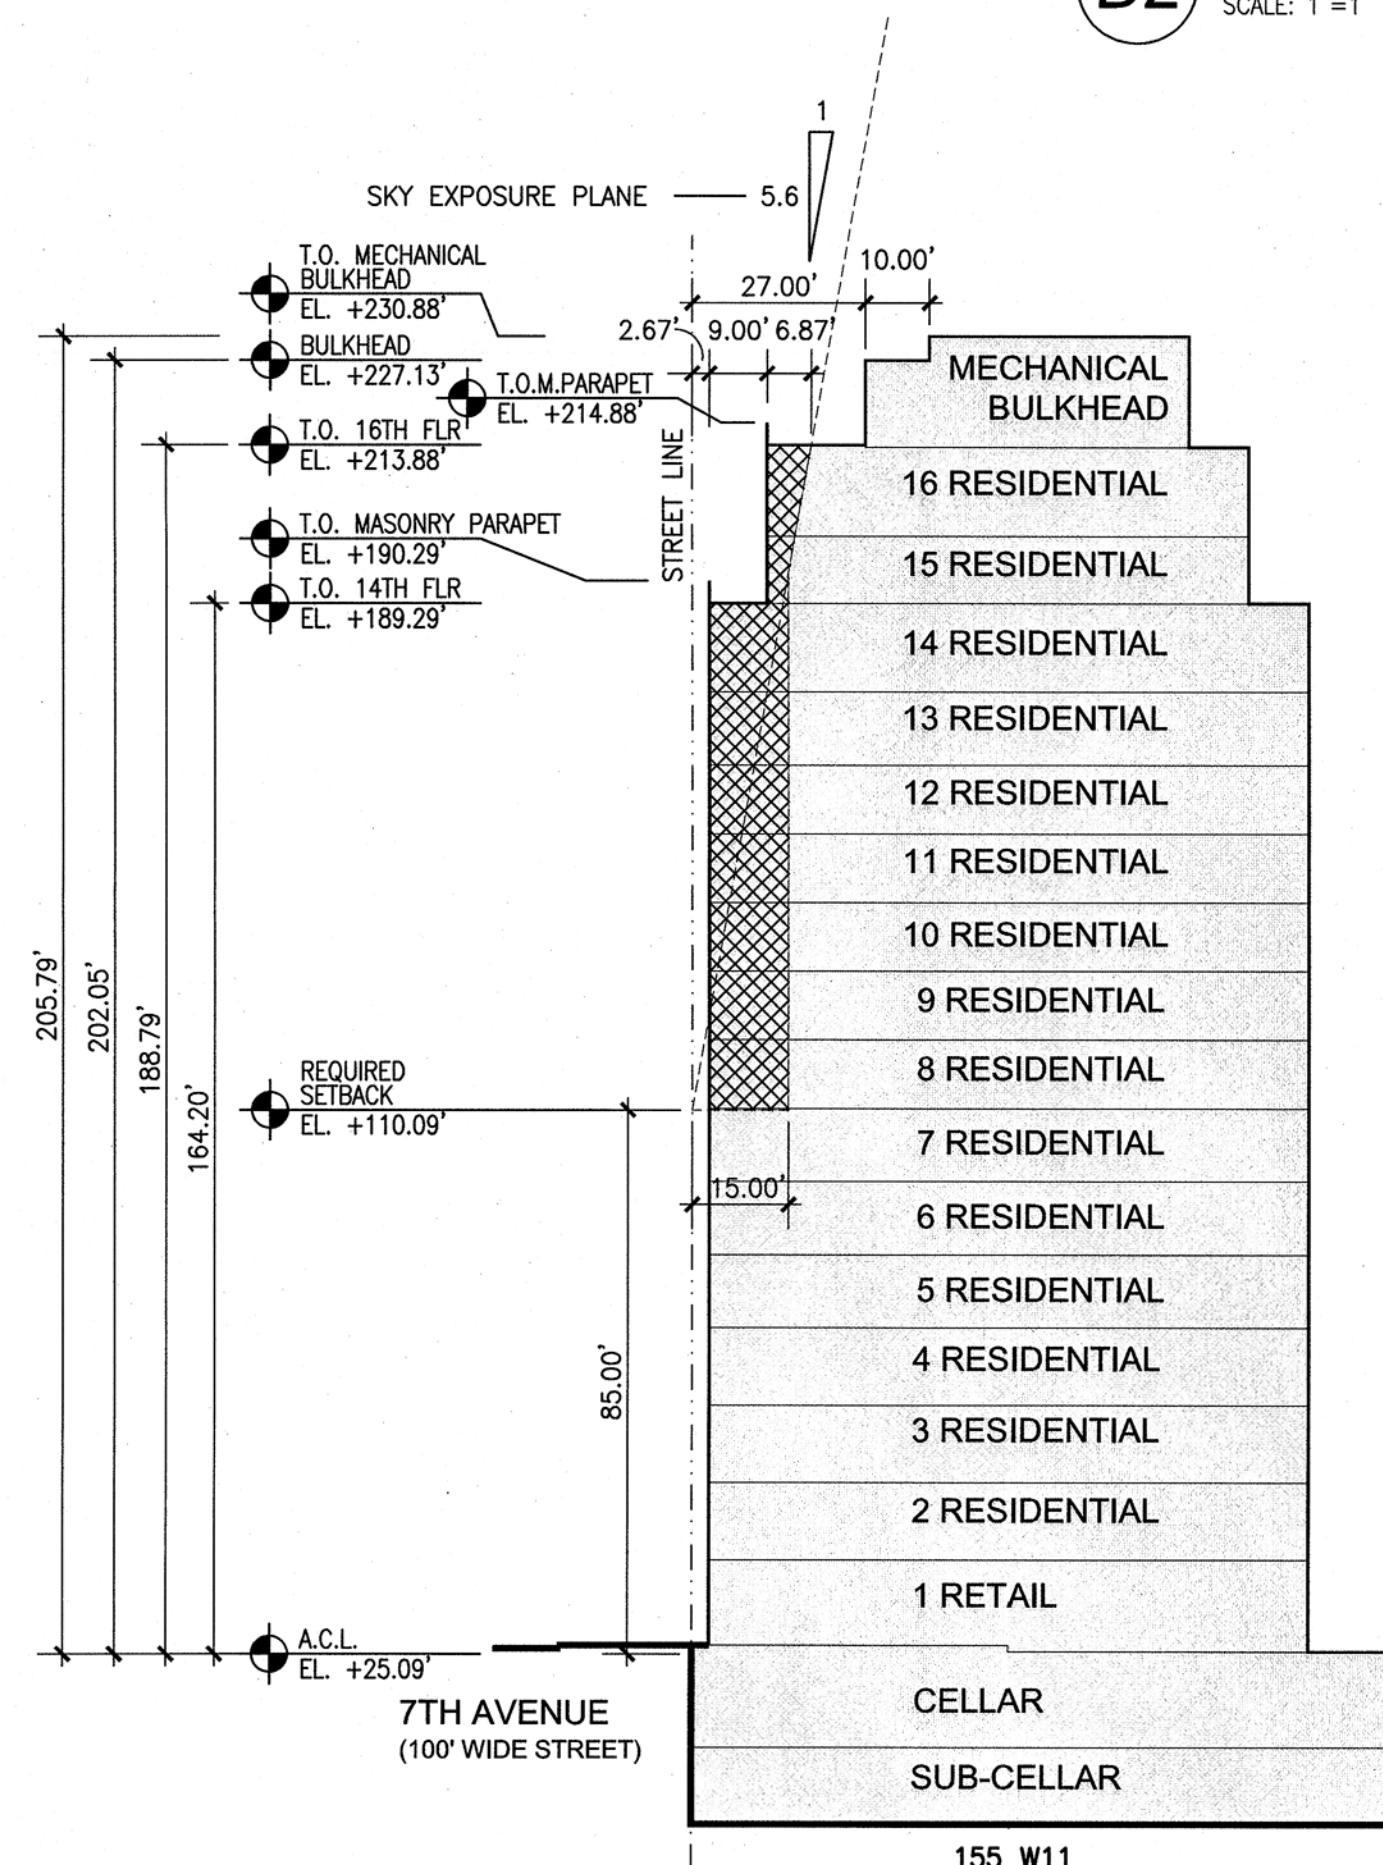 SCALE: 1"=1
1
SKY EXPOSURE PLANE
5.6
T.O. MECHANICAL
BULKHEAD
EL. +230.88'
10.00'
27.00'
2.67'
9.00'
6.87'
BULKHEAD
EL. +227.13'
T.O.M.PARAPET
EL. +214.88'
T.O. 16TH FLR
EL. +213.88'
T.O. MASONRY PARAPET
EL. +190.29'
T.O. 14TH FLR
EL. +189.29'
STREET LINE
MECHANICAL
BULKHEAD
16 RESIDENTIAL
15 RESIDENTIAL
14 RESIDENTIAL
13 RESIDENTIAL
12 RESIDENTIAL
11 RESIDENTIAL
10 RESIDENTIAL
9 RESIDENTIAL
8 RESIDENTIAL
205.79'
202.05'
188.79'
164.20'
REQUIRED
SETBACK
EL. +110.09'
7 RESIDENTIAL
15.00'
6 RESIDENTIAL
5 RESIDENTIAL
85.00'
4 RESIDENTIAL
3 RESIDENTIAL
2 RESIDENTIAL
1 RETAIL
A.C.L.
EL. +25.09'
7TH AVENUE
(100' WIDE STREET)
CELLAR
SUB-CELLAR
155 W11